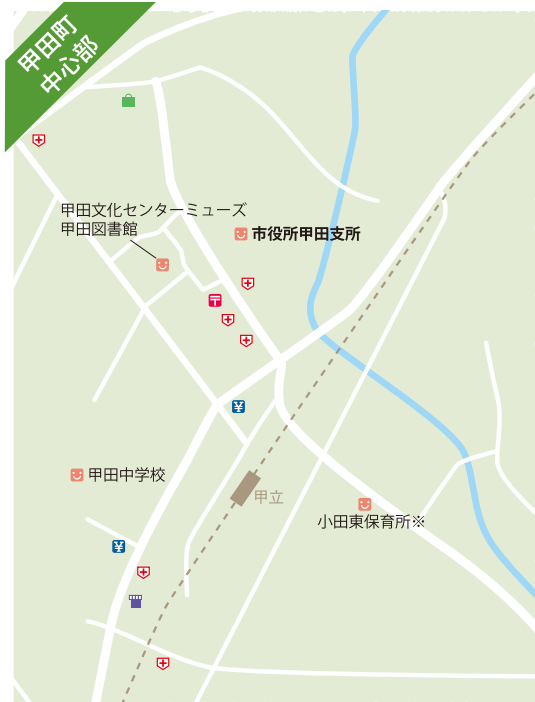 甲田町
中心部
甲田文化センターミューズ
甲田図書館
市役所甲田支所
〒
¥
甲田中学校
甲立
小田東保育所※
¥